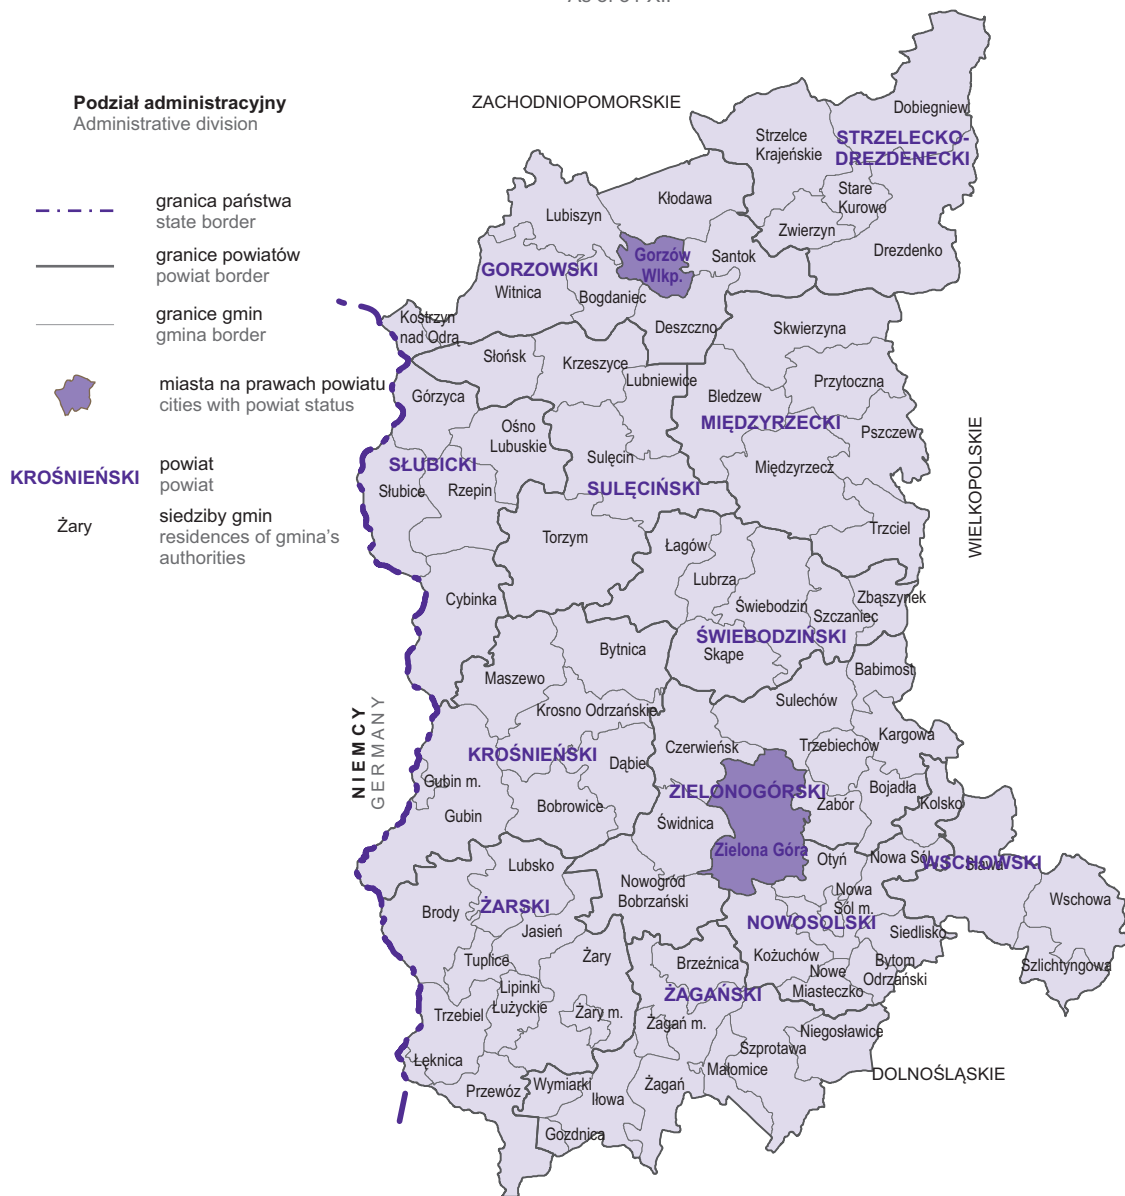 Podział administracyjny
Administrative division
granica państwa
state border
granice powiatów
powiat border
granice gmin
gmina border
miasta na prawach powiatu
cities with powiat status
KROŚNIEŃSKI
powiat
powiat
Żary
siedziby gmin
residences of gmina's
authorities
ZACHODNIOPOMORSKIE
WIELKOPOLSKIE
DOLNOŚLĄSKIE
NIEMCY
GERMANY
Dobiegniew
STRZELECKO-
DREZDENECKI
Strzelce
Krajeńskie
Stare
Kurowo
Zwierzyn
Drezdenko
Kłodawa
Lubiszyn
Gorzów
Wlkp.
Santok
GORZOWSKI
Witnica
Bogdaniec
Deszczno
Kostrzyn
nad Odrą
Skwierzyna
Słońsk
Krzeszyce
Lubniewice
Przytoczna
Górzyca
Bledzew
MIĘDZYRZECKI
Pszczew
Ośno
Lubuskie
Sulęcin
Międzyrzecz
SŁUBICKI
Słubice
Rzepin
SULĘCIŃSKI
Trzciel
Torzym
Łagów
Lubrza
Cybinka
Świebodzin
Szczaniec
Zbąszynek
ŚWIEBODZIŃSKI
Skąpe
Bytnica
Babimost
Maszewo
Sulechów
Krosno Odrzańskie
Kargowa
Czerwieńsk
Trzebiechów
KROŚNIEŃSKI
Dąbie
Gubin m.
Bojadła
ZIELONOGÓRSKI
Zabór
Kolsko
Bobrowice
Gubin
Świdnica
Zielona Góra
Otyń
Nowa Sól
WSCHOWSKI
Sława
Lubsko
Nowogród
Bobrzański
Nowa
Sól m.
Wschowa
Brody
ŻARSKI
Jasień
NOWOSOLSKI
Siedlisko
Tuplice
Żary
Brzeźnica
Kożuchów
Bytom
Odrzański
Szlichtyngowa
Lipinki
Łużyckie
ŻAGAŃSKI
Nowe
Miasteczko
Trzebiel
Żary m.
Żagań m.
Niegosławice
Szprotawa
Łęknica
Małomice
Przewóz
Wymiarki
Iłowa
Żagań
Gozdnica